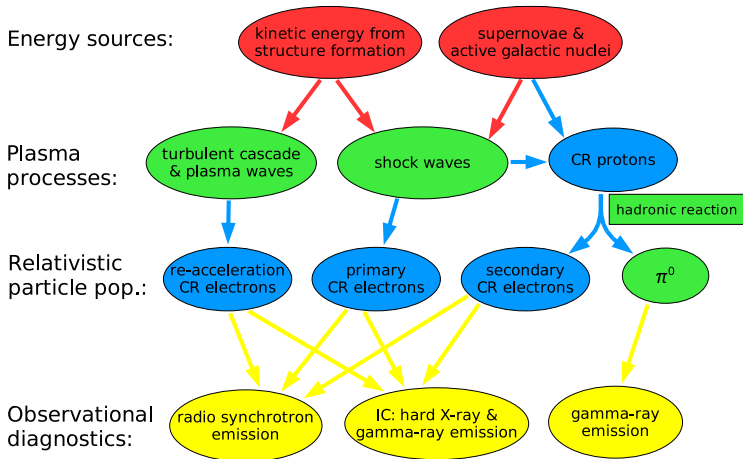 Energy sources:
kinetic energy from
structure formation
supernovae &
active galactic nuclei
Plasma
processes:
turbulent cascade
& plasma waves
shock waves
CR protons
hadronic reaction
Relativistic
particle pop.:
re-acceleration
CR electrons
primary
CR electrons
secondary
CR electrons
π⁰
Observational
diagnostics:
radio synchrotron
emission
IC: hard X-ray &
gamma-ray emission
gamma-ray
emission